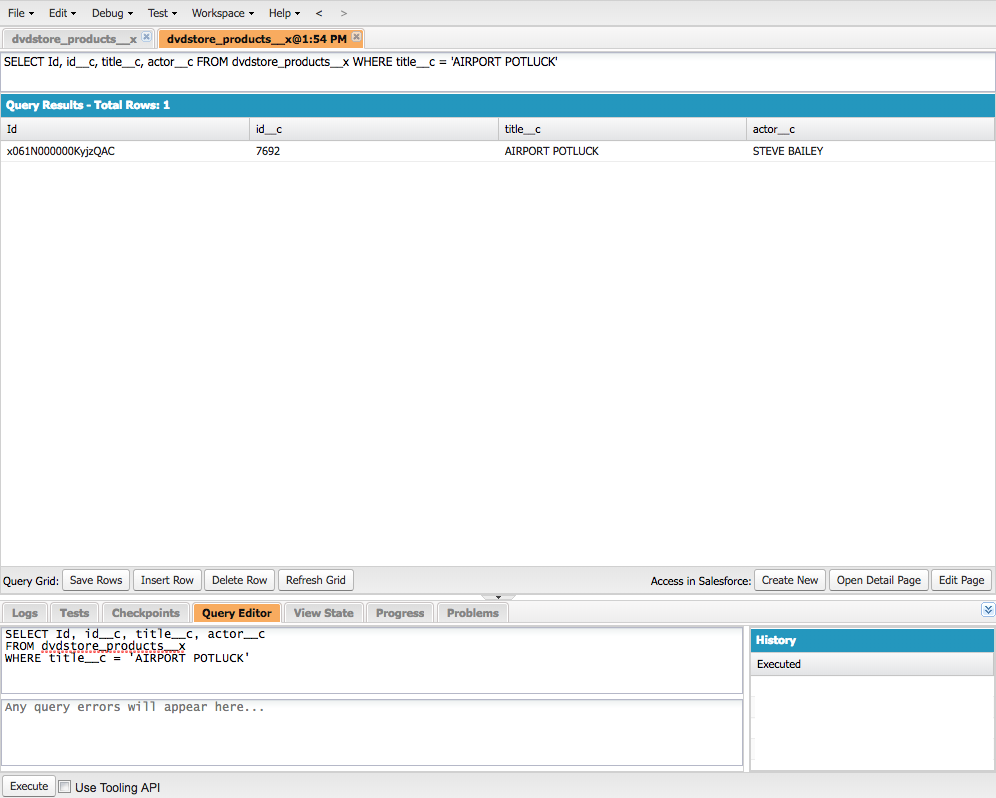 File Edit Debug Test Workspace Help < >
dvdstore_products__x dvdstore_products__x@1:54 PM
SELECT Id, id__c, title__c, actor__c FROM dvdstore_products__x WHERE title__c = 'AIRPORT POTLUCK'
Query Results - Total Rows: 1
Id id__c title__c actor__c
x061N000000KyjzQAC 7692 AIRPORT POTLUCK STEVE BAILEY
Query Grid: Save Rows Insert Row Delete Row Refresh Grid Access in Salesforce: Create New Open Detail Page Edit Page
Logs Tests Checkpoints Query Editor View State Progress Problems
SELECT Id, id__c, title__c, actor__c
FROM dvdstore_products__x
WHERE title__c = 'AIRPORT POTLUCK'
Any query errors will appear here...
History
Executed
Execute Use Tooling API